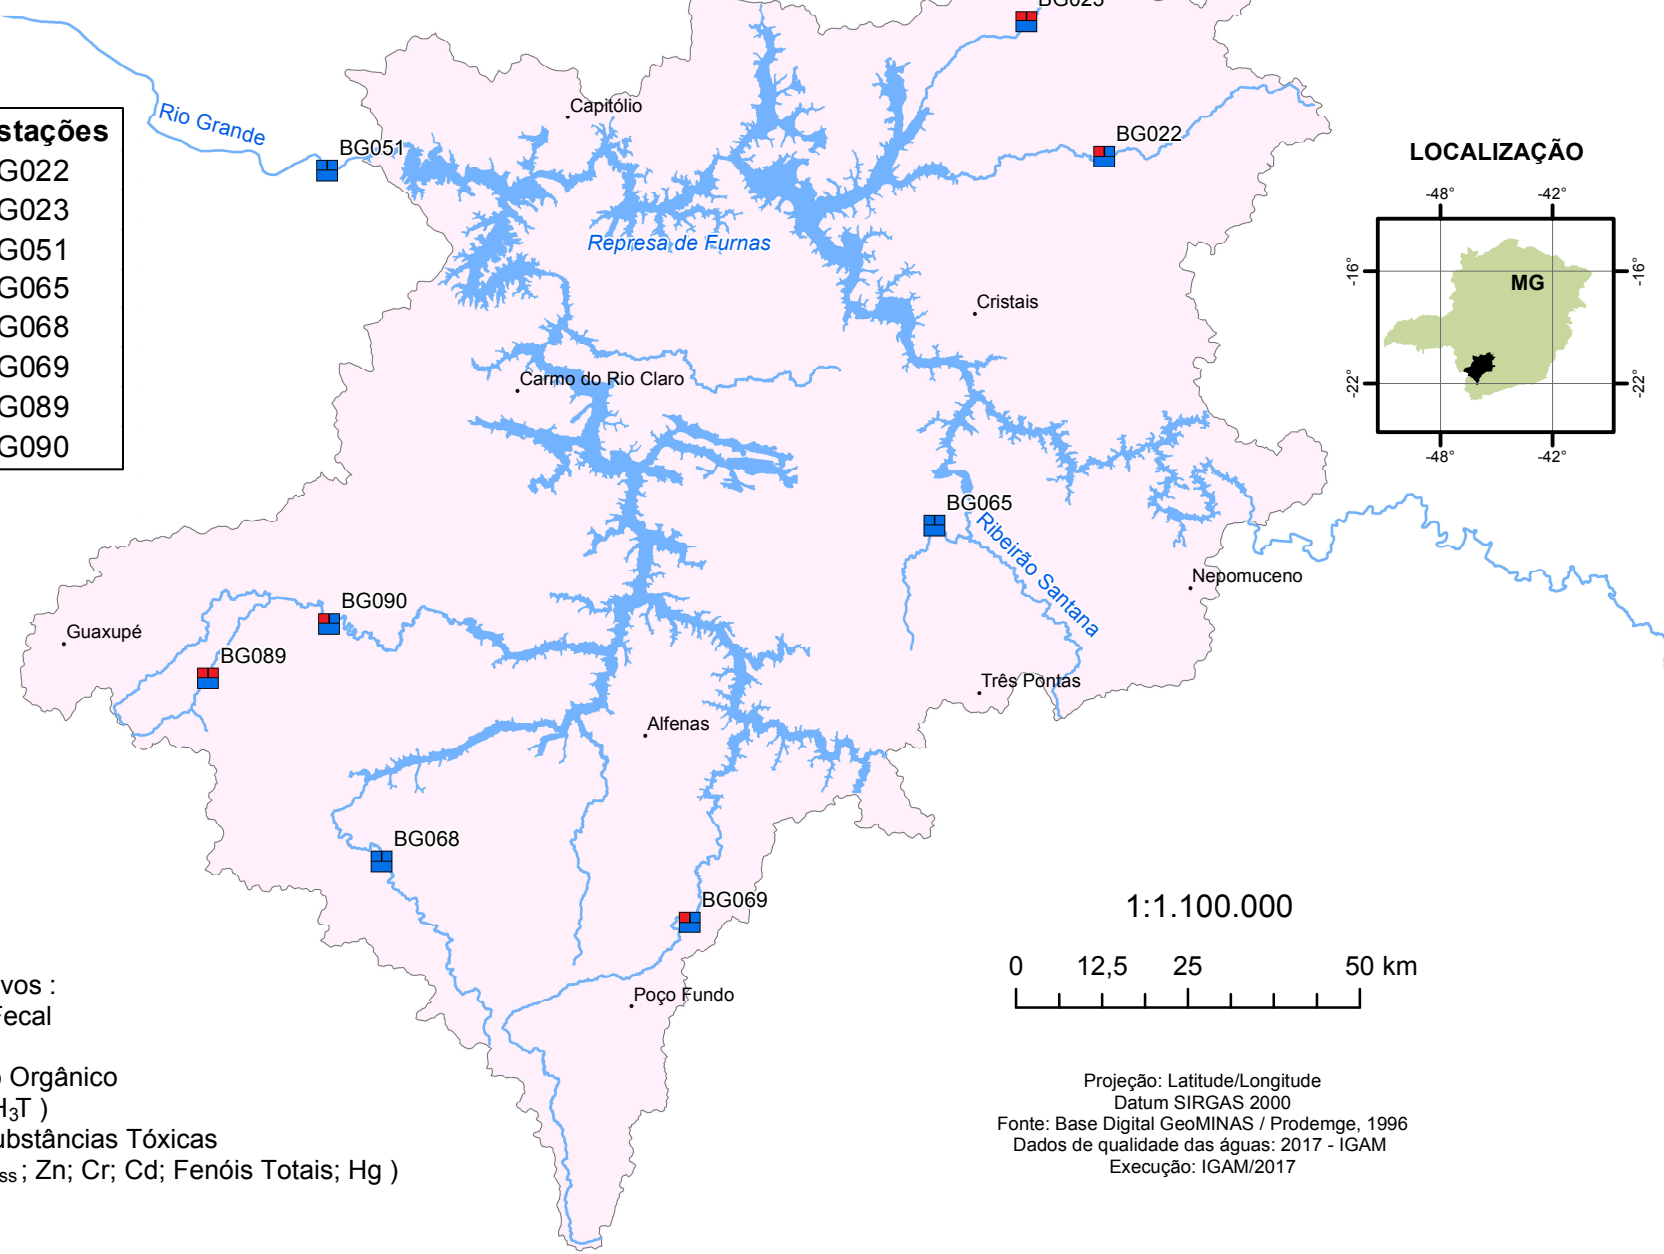 BG023
Capitólio
Rio Grande
BG051
BG022
stações
G022
G023
G051
G065
G068
G069
G089
G090
LOCALIZAÇÃO
-48°
-42°
-16°
-16°
MG
-22°
-22°
-48°
-42°
Represa de Furnas
Cristais
Carmo do Rio Claro
BG065
Ribeirão Santana
Nepomuceno
BG090
Guaxupé
BG089
Três Pontas
Alfenas
BG068
BG069
Poço Fundo
1:1.100.000
0 12,5 25 50 km
vos :
Fecal
o Orgânico
H₃T )
ubstâncias Tóxicas
ss ; Zn; Cr; Cd; Fenóis Totais; Hg )
Projeção: Latitude/Longitude
Datum SIRGAS 2000
Fonte: Base Digital GeoMINAS / Prodemge, 1996
Dados de qualidade das águas: 2017 - IGAM
Execução: IGAM/2017